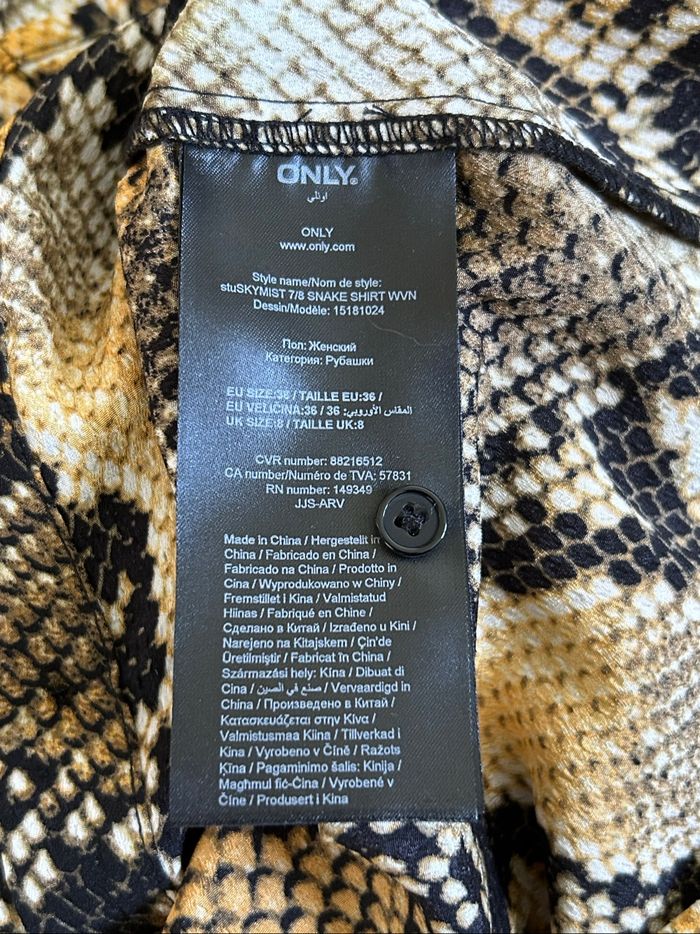 ONLY®
اونلي
ONLY
www.only.com
Style name/Nom de style:
stuSKYMIST 7/8 SNAKE SHIRT WVN
Dessin/Modèle: 15181024
Пол: Женский
Категория: Рубашки
EU SIZE:36 / TAILLE EU:36 /
EU VELIČINA:36 / 36 :المقاس الأوروبي
UK SIZE:8 / TAILLE UK:8
CVR number: 88216512
CA number/Numéro de TVA: 57831
RN number: 149349
JJS-ARV
Made in China / Hergestellt in
China / Fabricado en China /
Fabricado na China / Prodotto in
Cina / Wyprodukowano w Chiny /
Fremstillet i Kina / Valmistatud
Hiinas / Fabriqué en Chine /
Сделано в Китай / Izrađeno u Kini /
Narejeno na Kitajskem / Çin'de
Üretilmiştir / Fabricat în China /
Származási hely: Kína / Dibuat di
Cina / صنع في الصين / Vervaardigd in
China / Произведено в Китай /
Κατασκευάζεται στην Κίνα /
Valmistusmaa Kiina / Tillverkad i
Kina / Vyrobeno v Číně / Ražots
Ķīna / Pagaminimo šalis: Kinija /
Magħmul fiċ-Ċina / Vyrobené v
Číne / Produsert i Kina